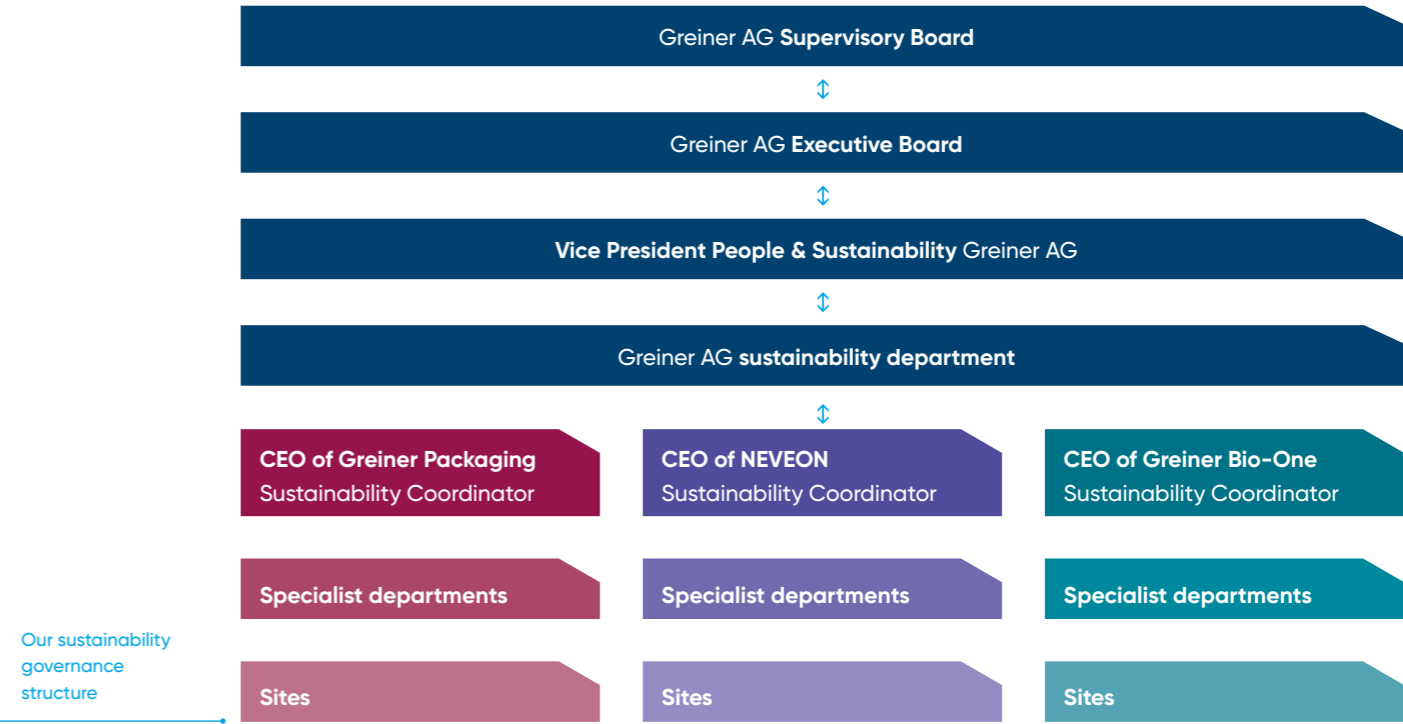 Greiner AG Supervisory Board
Greiner AG Executive Board
Vice President People & Sustainability Greiner AG
Greiner AG sustainability department
CEO of Greiner Packaging
Sustainability Coordinator
CEO of NEVEON
Sustainability Coordinator
CEO of Greiner Bio-One
Sustainability Coordinator
Specialist departments
Specialist departments
Specialist departments
Our sustainability
governance
structure
Sites
Sites
Sites